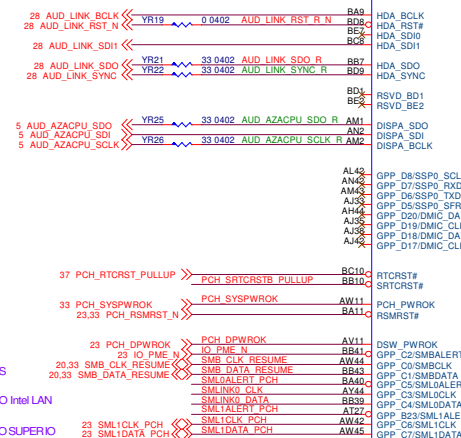 28 AUD_LINK_BCLK BA9 HDA_BCLK
28 AUD_LINK_RST_N YR19 0 0402 AUD_LINK_RST_R_N BD8 HDA_RST#
BE7 HDA_SDI0
28 AUD_LINK_SDI1 BC8 HDA_SDI1
28 AUD_LINK_SDO YR21 33 0402 AUD_LINK_SDO_R BB7 HDA_SDO
28 AUD_LINK_SYNC YR22 33 0402 AUD_LINK_SYNC_R BD9 HDA_SYNC
BD1 RSVD_BD1
BE2 RSVD_BE2
5 AUD_AZACPU_SDO YR25 33 0402 AUD_AZACPU_SDO_R AM1 DISPA_SDO
5 AUD_AZACPU_SDI AN2 DISPA_SDI
5 AUD_AZACPU_SCLK YR26 33 0402 AUD_AZACPU_SCLK_R AM2 DISPA_BCLK
AL42 GPP_D8/SSP0_SCL
AN42 GPP_D7/SSP0_RXD
AM43 GPP_D6/SSP0_TXD
AJ33 GPP_D5/SSP0_SFR
AH44 GPP_D20/DMIC_DA
AJ35 GPP_D19/DMIC_CL
AJ38 GPP_D18/DMIC_DA
AJ42 GPP_D17/DMIC_CL
37 PCH_RTCRST_PULLUP BC10 RTCRST#
PCH_SRTCRSTB_PULLUP BB10 SRTCRST#
33 PCH_SYSPWROK PCH_SYSPWROK AW11 PCH_PWROK
23,33 PCH_RSMRST_N BA11 RSMRST#
23 PCH_DPWROK PCH_DPWROK AV11 DSW_PWROK
23 IO_PME_N IO_PME_N BB41 GPP_C2/SMBALERT
20,33 SMB_CLK_RESUME SMB_CLK_RESUME AW44 GPP_C0/SMBCLK
S 20,33 SMB_DATA_RESUME SMB_DATA_RESUME BB43 GPP_C1/SMBDATA
SML0ALERT_PCH BA40 GPP_C5/SML0ALER
O Intel LAN SMLINK0_CLK AY44 GPP_C3/SML0CLK
SMLINK0_DATA BB39 GPP_C4/SML0DATA
SML1ALERT_PCH AT27 GPP_B23/SML1ALE
23 SML1CLK_PCH SML1CLK_PCH AW42 GPP_C6/SML1CLK
O SUPER IO 23 SML1DATA_PCH SML1DATA_PCH AW45 GPP_C7/SML1DATA